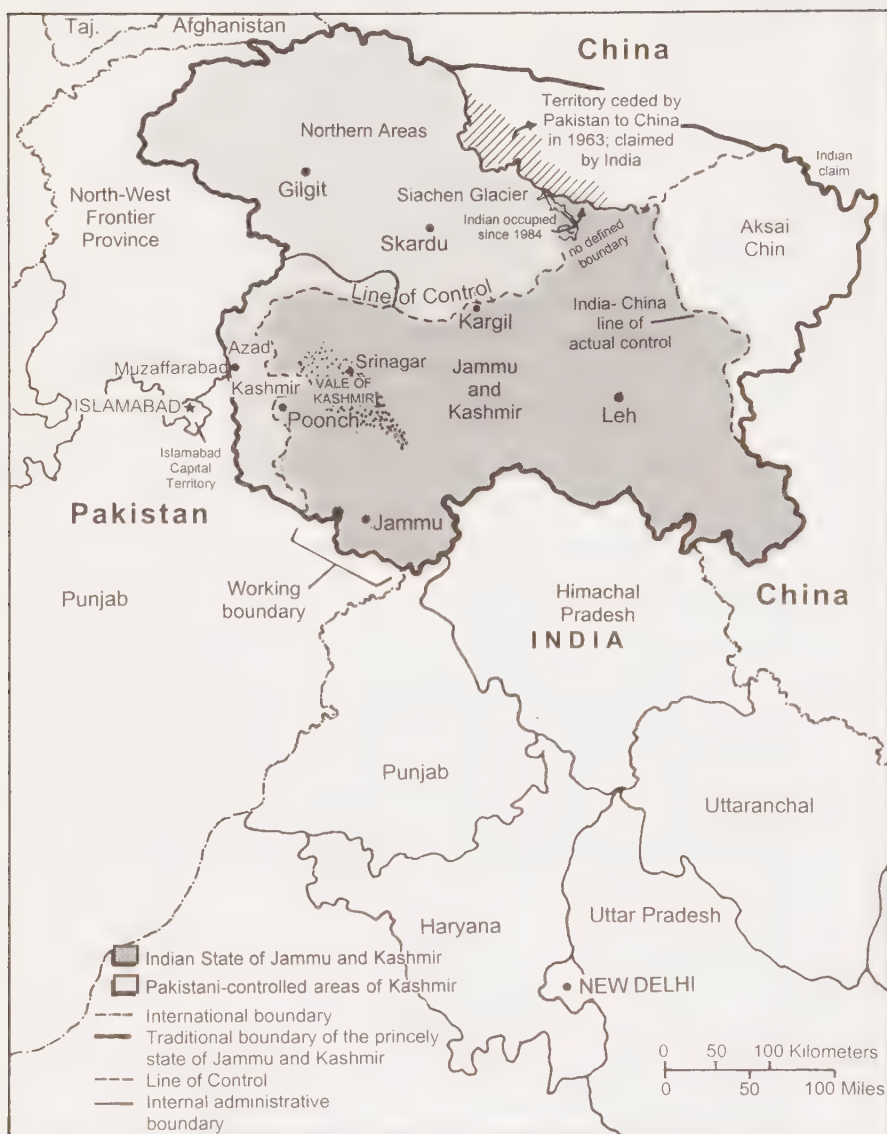 Taj.
Afghanistan
China
Territory ceded by
Pakistan to China
in 1963; claimed
by India
Northern Areas
Indian
claim
Gilgit
North-West
Frontier
Province
Siachen Glacier
Indian occupied
since 1984
Skardu
no defined
boundary
Aksai
Chin
Line of Control
Kargil
India- China
line of
actual control
Azad
Kashmir
Muzaffarabad
Srinagar
VALE OF
KASHMIR
Jammu
and
Kashmir
Leh
ISLAMABAD
Poonch
Islamabad
Capital
Territory
Pakistan
Jammu
Working
boundary
Punjab
Himachal
Pradesh
INDIA
China
Punjab
Uttaranchal
Haryana
Uttar Pradesh
NEW DELHI
Indian State of Jammu and Kashmir
Pakistani-controlled areas of Kashmir
International boundary
Traditional boundary of the princely
state of Jammu and Kashmir
Line of Control
Internal administrative
boundary
0 50 100 Kilometers
0 50 100 Miles